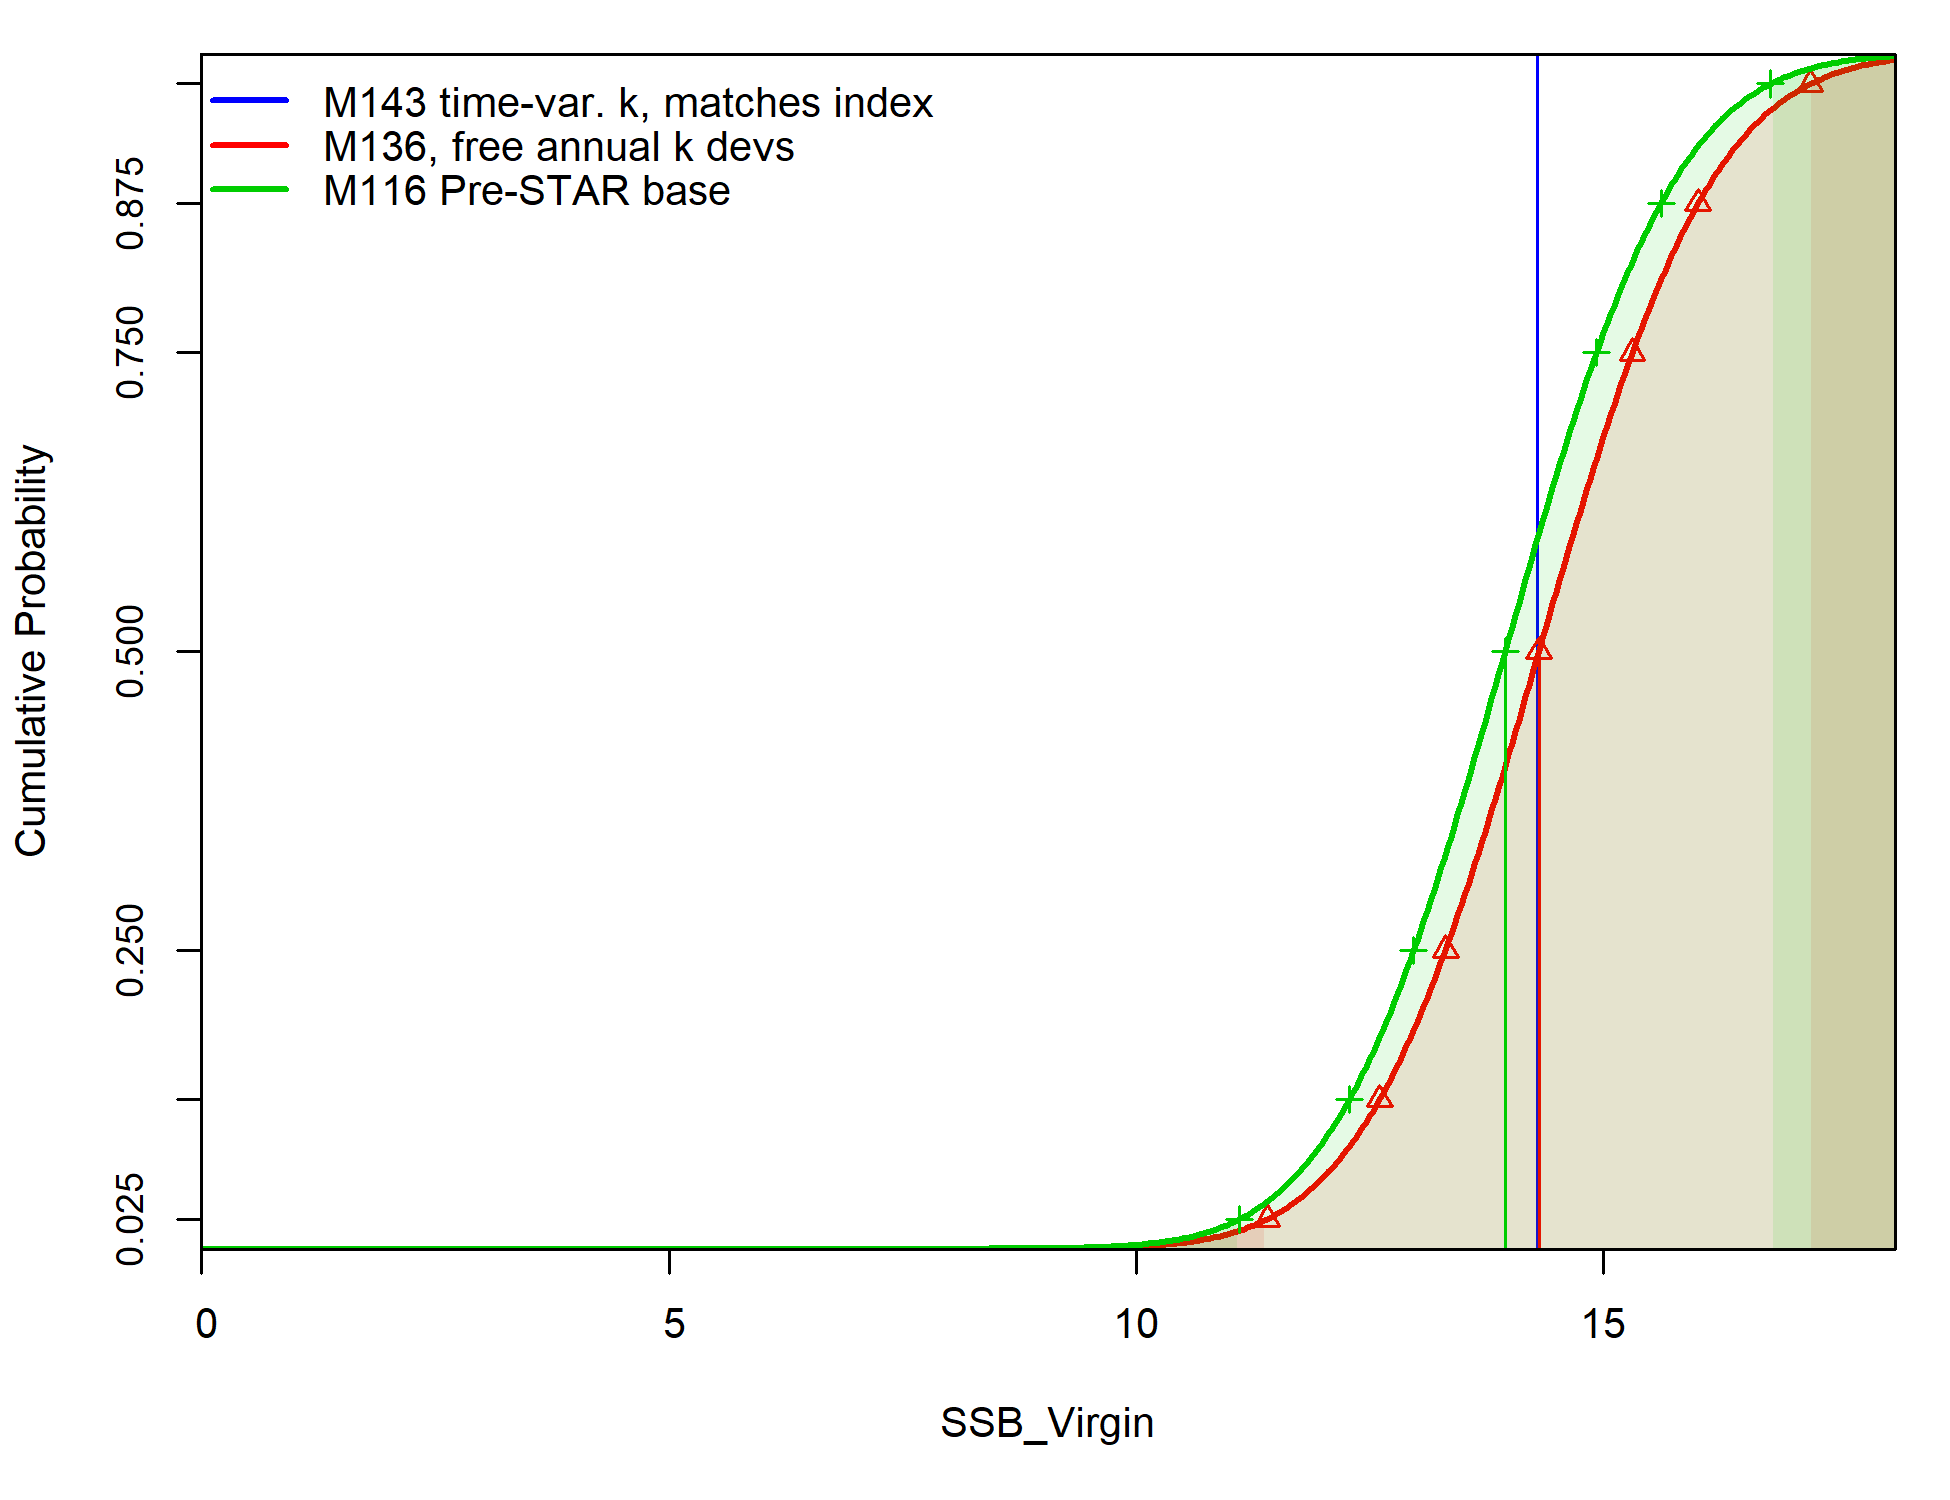 M143 time-var. k, matches index
M136, free annual k devs
M116 Pre-STAR base
Cumulative Probability
0.875
0.750
0.500
0.250
0.025
0 5 10 15
SSB_Virgin